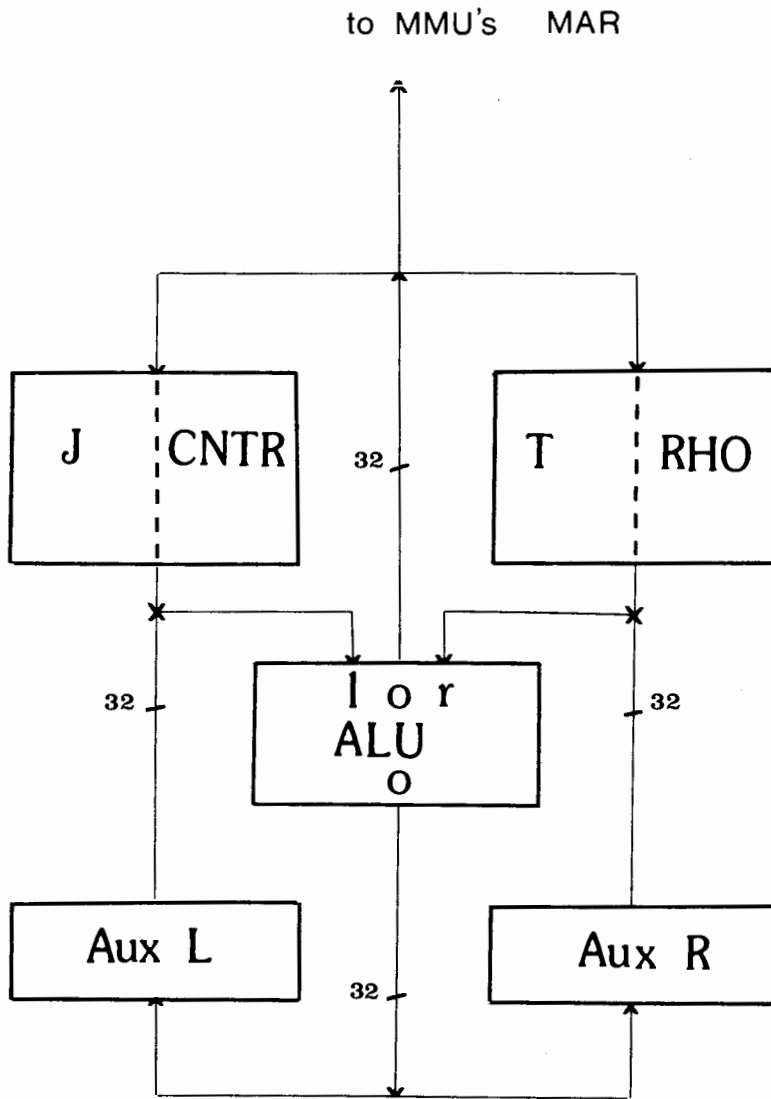 to MMU's MAR
J CNTR
T RHO
32
l o r
ALU
o
32
32
Aux L
Aux R
32